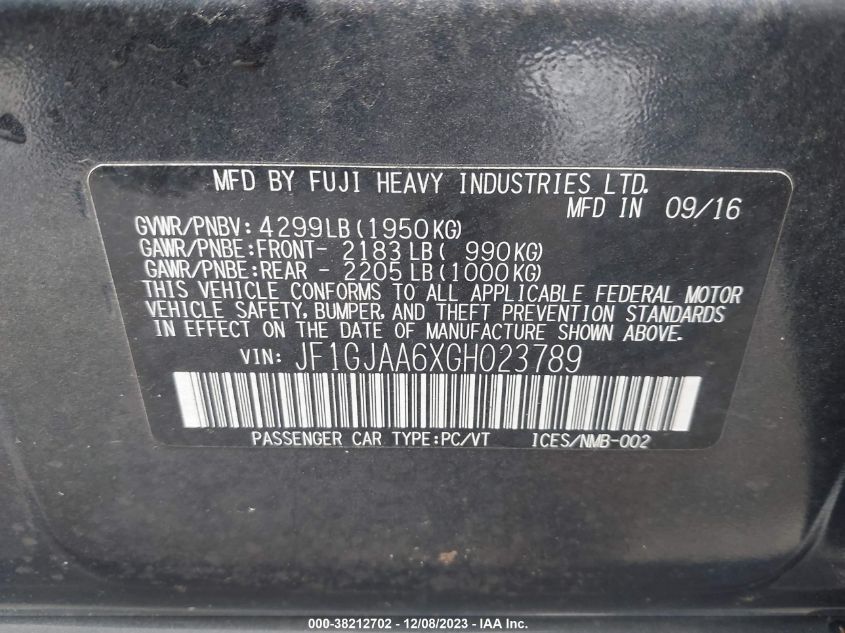 MFD BY FUJI HEAVY INDUSTRIES LTD.
MFD IN 09/16
GVWR/PNBV: 4299LB(1950KG)
GAWR/PNBE:FRONT- 2183LB( 990KG)
GAWR/PNBE:REAR - 2205LB(1000KG)
THIS VEHICLE CONFORMS TO ALL APPLICABLE FEDERAL MOTOR
VEHICLE SAFETY, BUMPER, AND THEFT PREVENTION STANDARDS
IN EFFECT ON THE DATE OF MANUFACTURE SHOWN ABOVE.
VIN: JF1GJAA6XGH023789
PASSENGER CAR TYPE:PC/VT ICES/NMB-002
000-38212702 - 12/08/2023 - IAA Inc.